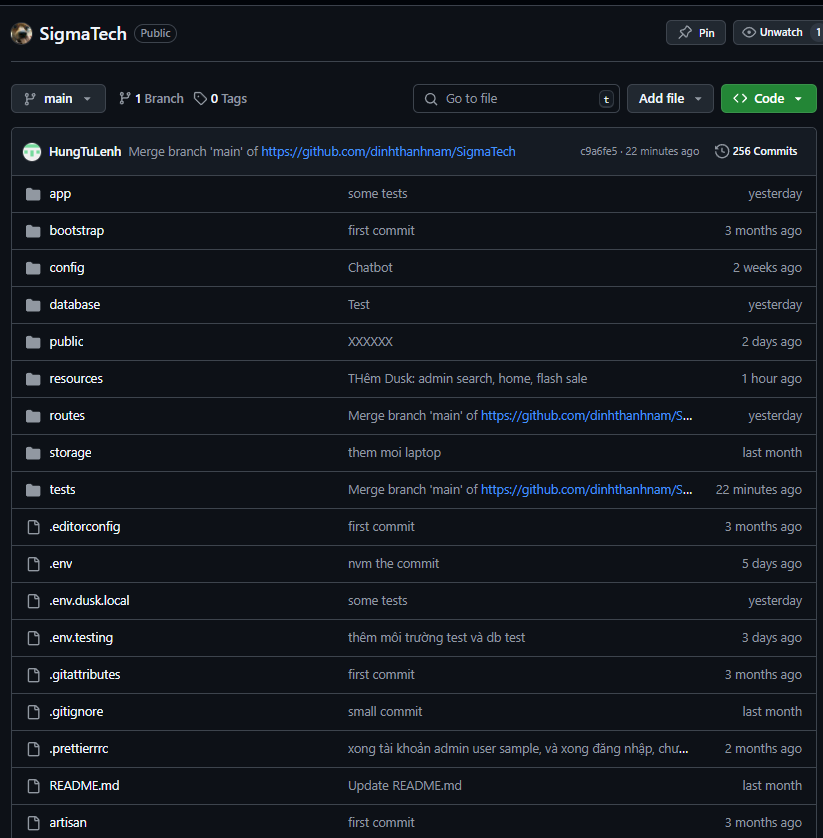 SigmaTech Public Pin Unwatch 1
main 1 Branch 0 Tags Go to file t Add file Code
HungTuLenh Merge branch 'main' of https://github.com/dinhthanhnam/SigmaTech c9a6fe5 · 22 minutes ago 256 Commits
app some tests yesterday
bootstrap first commit 3 months ago
config Chatbot 2 weeks ago
database Test yesterday
public XXXXXX 2 days ago
resources THêm Dusk: admin search, home, flash sale 1 hour ago
routes Merge branch 'main' of https://github.com/dinhthanhnam/S... yesterday
storage them moi laptop last month
tests Merge branch 'main' of https://github.com/dinhthanhnam/S... 22 minutes ago
.editorconfig first commit 3 months ago
.env nvm the commit 5 days ago
.env.dusk.local some tests yesterday
.env.testing thêm môi trường test và db test 3 days ago
.gitattributes first commit 3 months ago
.gitignore small commit last month
.prettierrrc xong tài khoản admin user sample, và xong đăng nhập, chư... 2 months ago
README.md Update README.md last month
artisan first commit 3 months ago